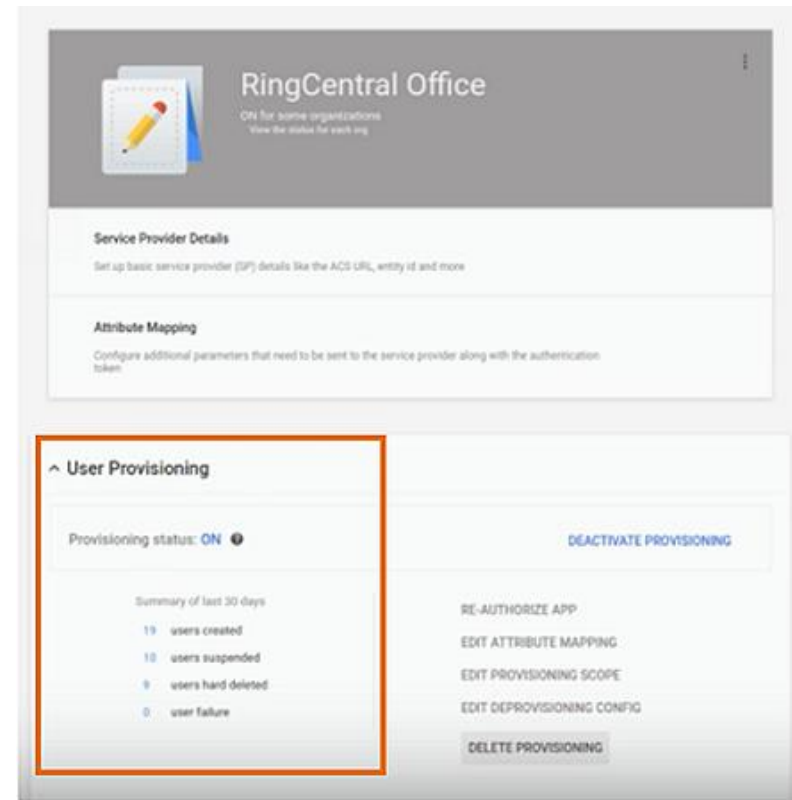 RingCentral Office
ON for some organizations
View the status for each org
Service Provider Details
Set up basic service provider (SP) details like the ACS URL, entity id and more
Attribute Mapping
Configure additional parameters that need to be sent to the service provider along with the authentication
token
User Provisioning
Provisioning status: ON
DEACTIVATE PROVISIONING
Summary of last 30 days
19 users created
10 users suspended
9 users hard deleted
0 user failure
RE-AUTHORIZE APP
EDIT ATTRIBUTE MAPPING
EDIT PROVISIONING SCOPE
EDIT DEPROVISIONING CONFIG
DELETE PROVISIONING